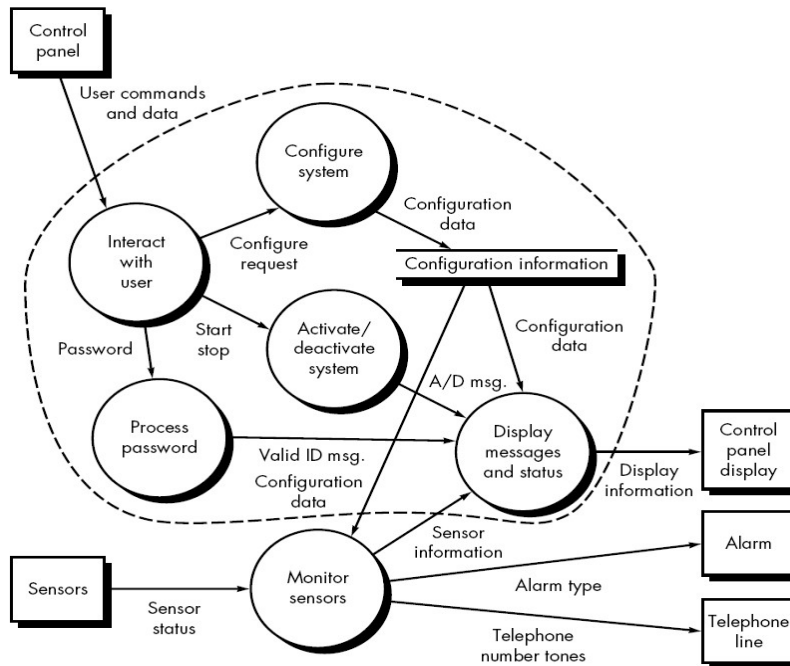 Control
panel
User commands
and data
Configure
system
Configuration
data
Interact
with
user
Configure
request
Configuration information
Configuration
data
Start
stop
Activate/
deactivate
system
Password
A/D msg.
Process
password
Display
messages
and status
Control
panel
display
Valid ID msg.
Display
information
Configuration
data
Sensor
information
Alarm
Sensors
Monitor
sensors
Alarm type
Sensor
status
Telephone
line
Telephone
number tones